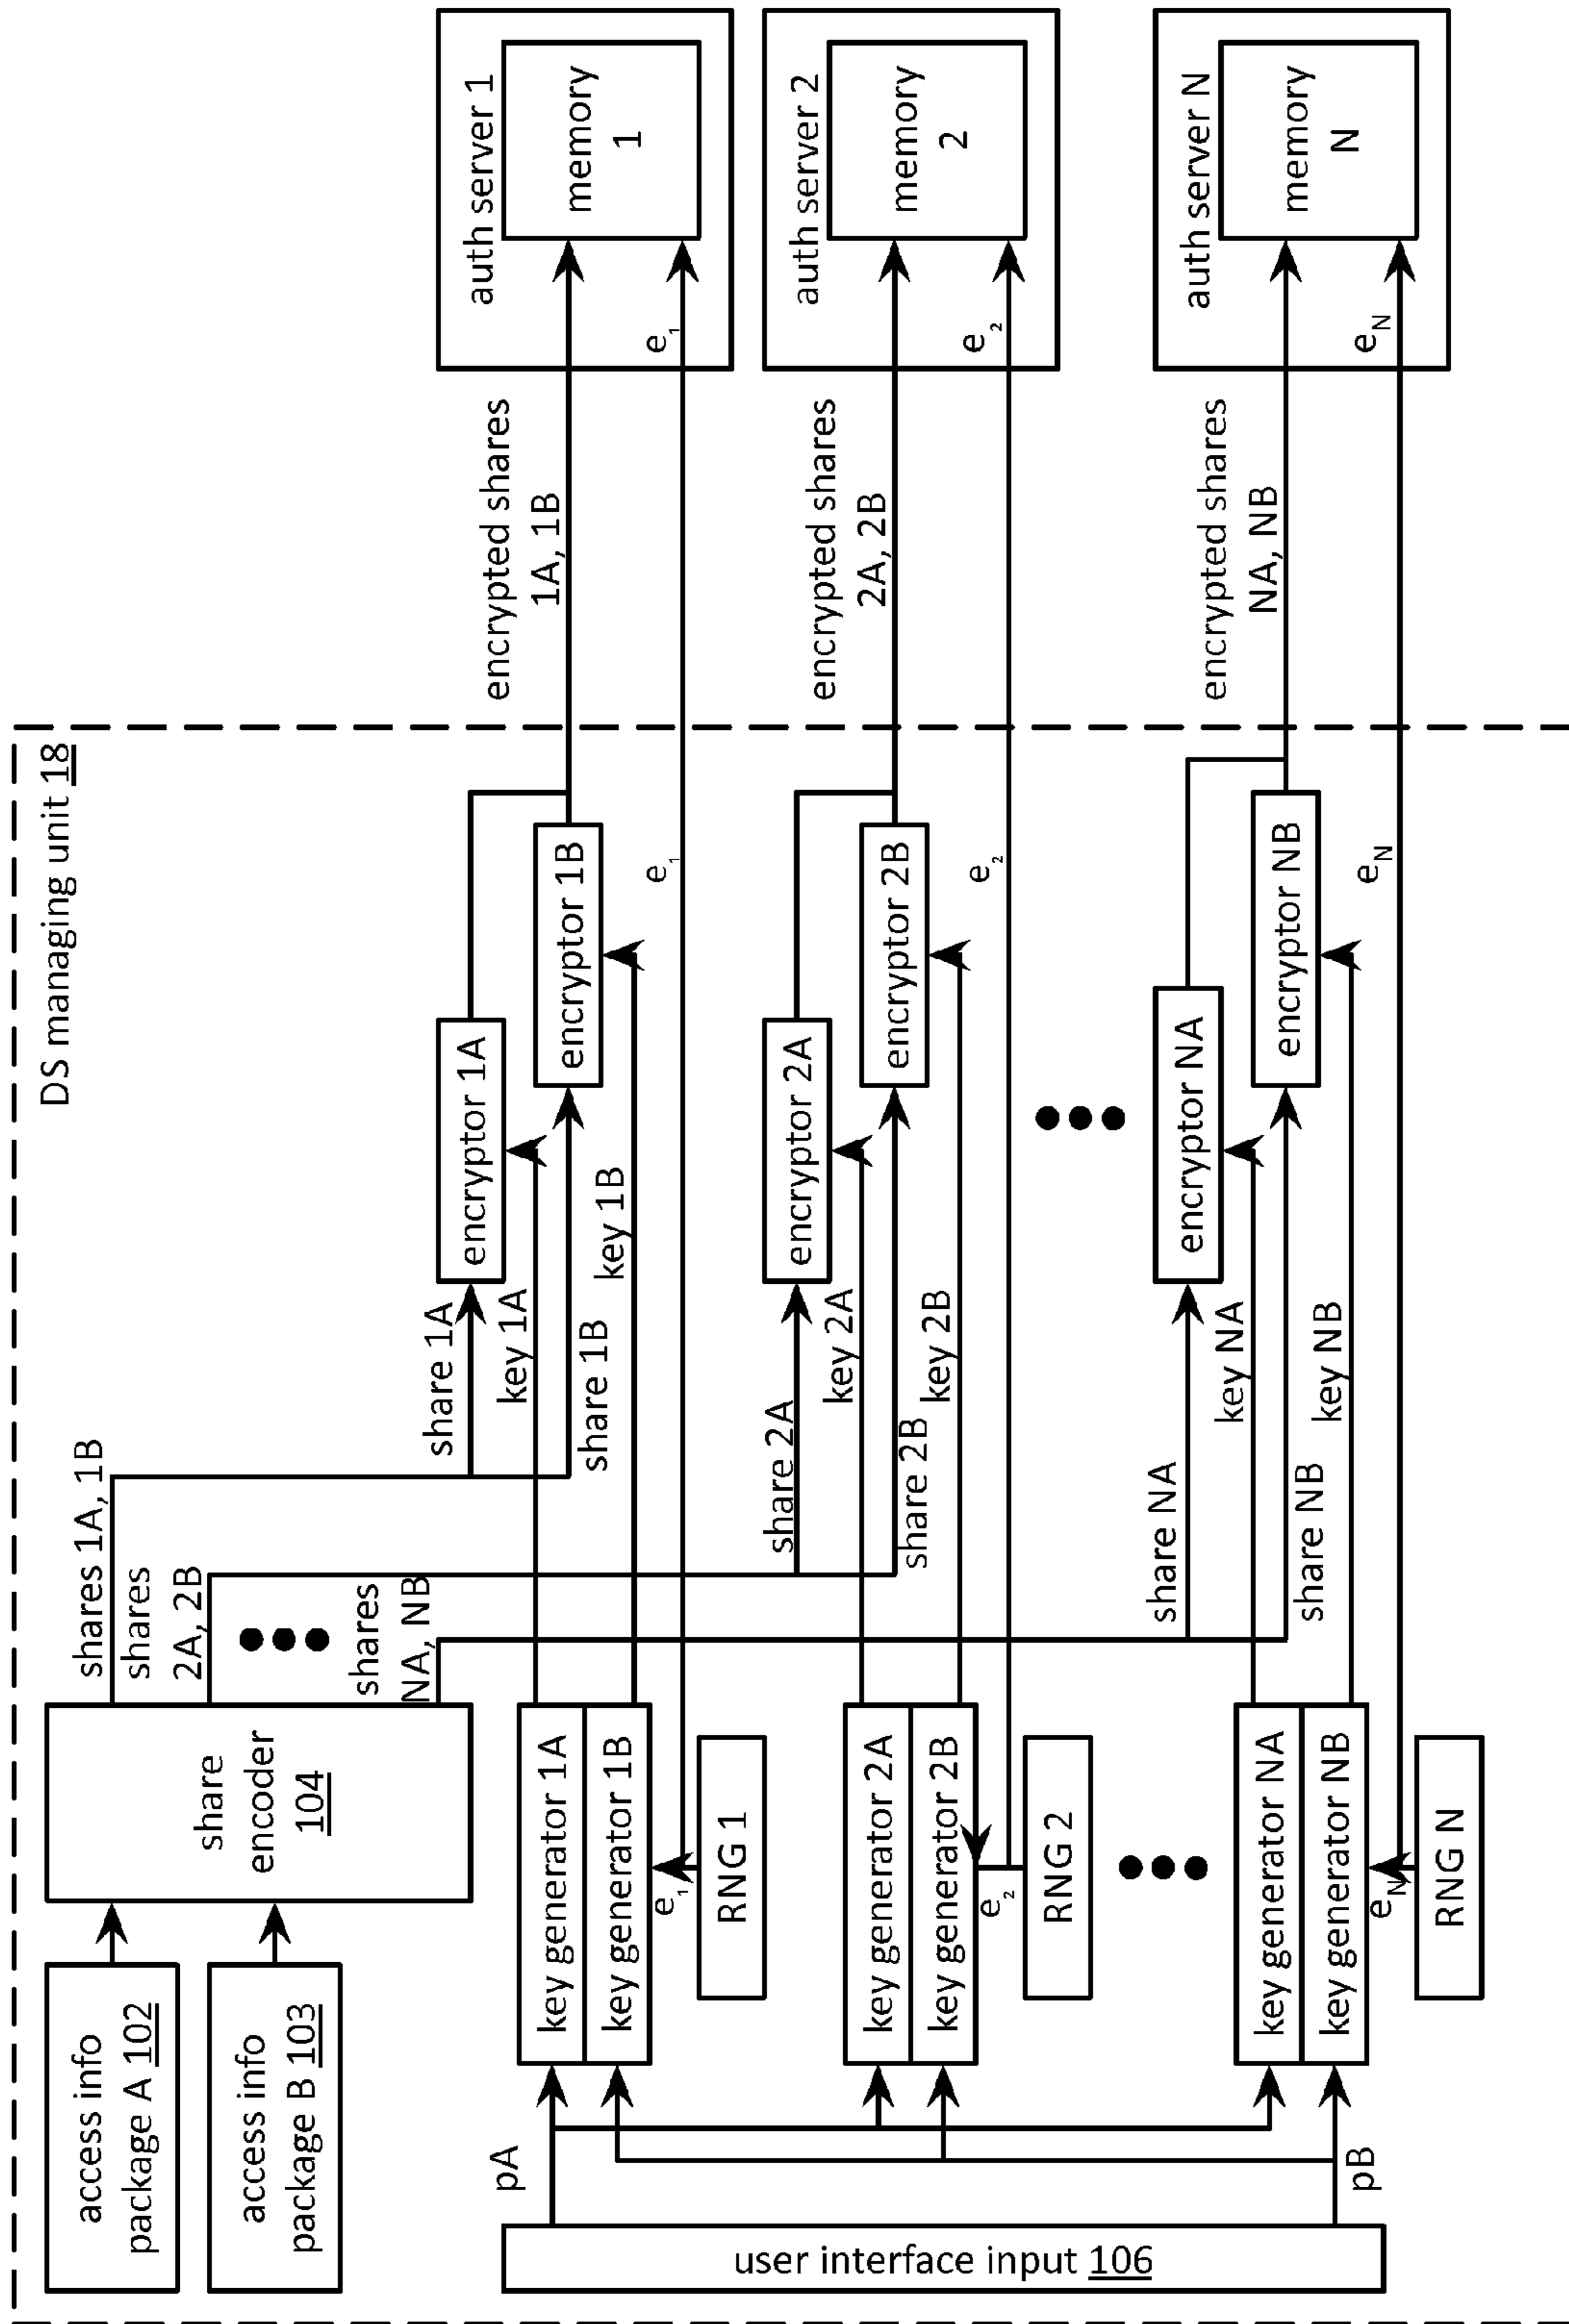 DS managing unit 18
access info
package A 102
access info
package B 103
share
encoder
104
shares 1A, 1B
shares
2A, 2B
shares
NA, NB
user interface input 106
pA
pB
key generator 1A
key generator 1B
e1
RNG 1
share 1A
key 1A
share 1B
key 1B
encryptor 1A
encryptor 1B
e1
encrypted shares
1A, 1B
auth server 1
memory
1
e1
key generator 2A
key generator 2B
e2
RNG 2
share 2A
key 2A
share 2B
key 2B
encryptor 2A
encryptor 2B
e2
encrypted shares
2A, 2B
auth server 2
memory
2
e2
key generator NA
key generator NB
eN
RNG N
share NA
key NA
share NB
key NB
encryptor NA
encryptor NB
eN
encrypted shares
NA, NB
auth server N
memory
N
eN